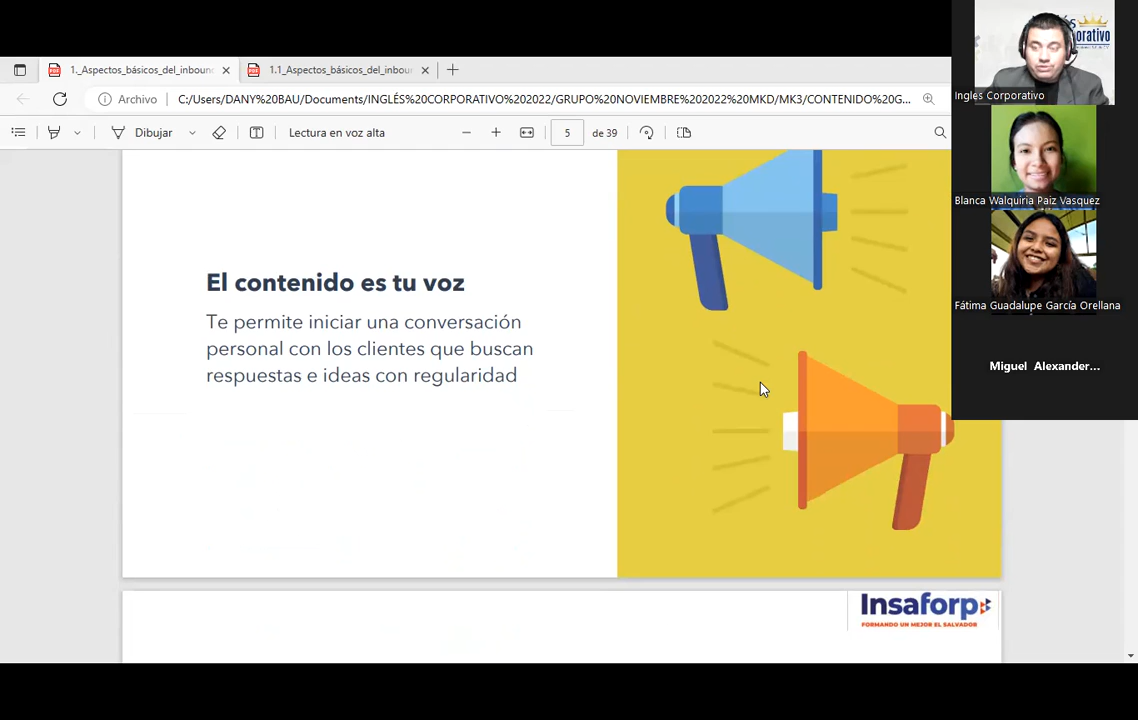 1._Aspectos_básicos_del_inbound
1.1_Aspectos_básicos_del_inbour
Archivo
C:/Users/DANY%20BAU/Documents/INGLÉS%20CORPORATIVO%202022/GRUPO%20NOVIEMBRE%202022%20MKD/MK3/CONTENIDO%20G...
Dibujar
Lectura en voz alta
5
de 39
El contenido es tu voz
Te permite iniciar una conversación
personal con los clientes que buscan
respuestas e ideas con regularidad
Insaforp
FORMANDO UN MEJOR EL SALVADOR
orativo
Ingles Corporativo
Blanca Walquiria Paiz Vasquez
Fátima Guadalupe García Orellana
Miguel Alexander...